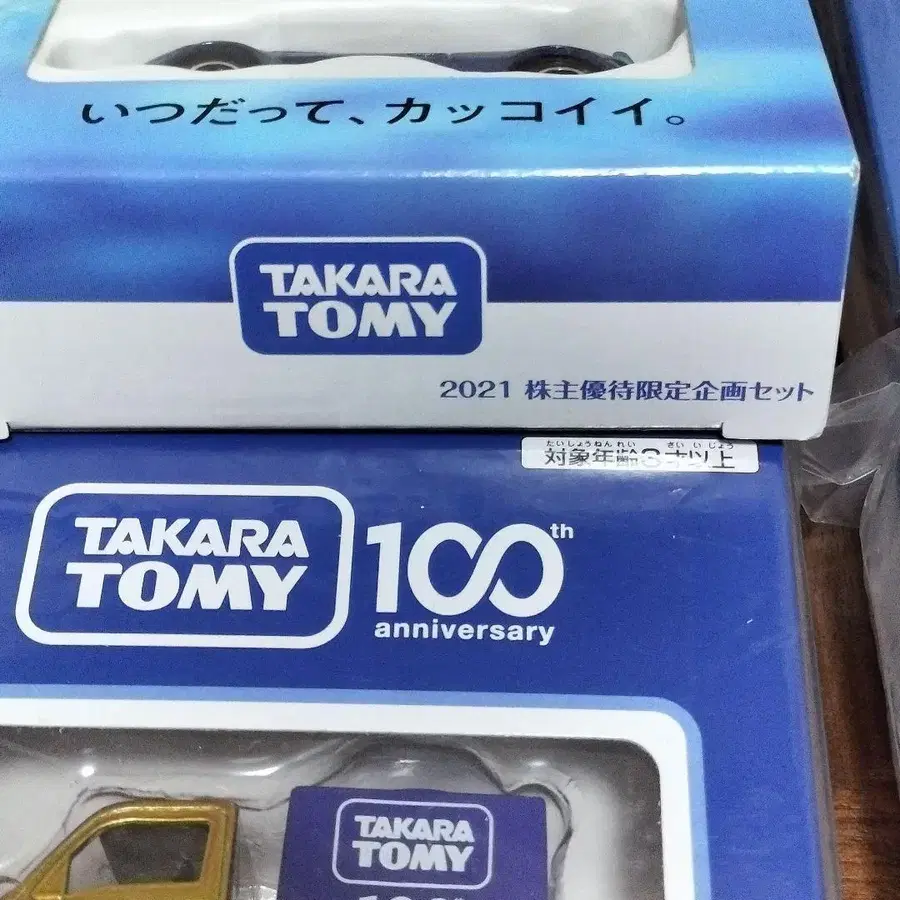 いつだって、カッコイイ。
TAKARA
TOMY
2021 株主優待限定企画セット
たいしょうねんれい さいいじょう
対象年齢3才以上
TAKARA
TOMY
100th
anniversary
TAKARA
TOMY